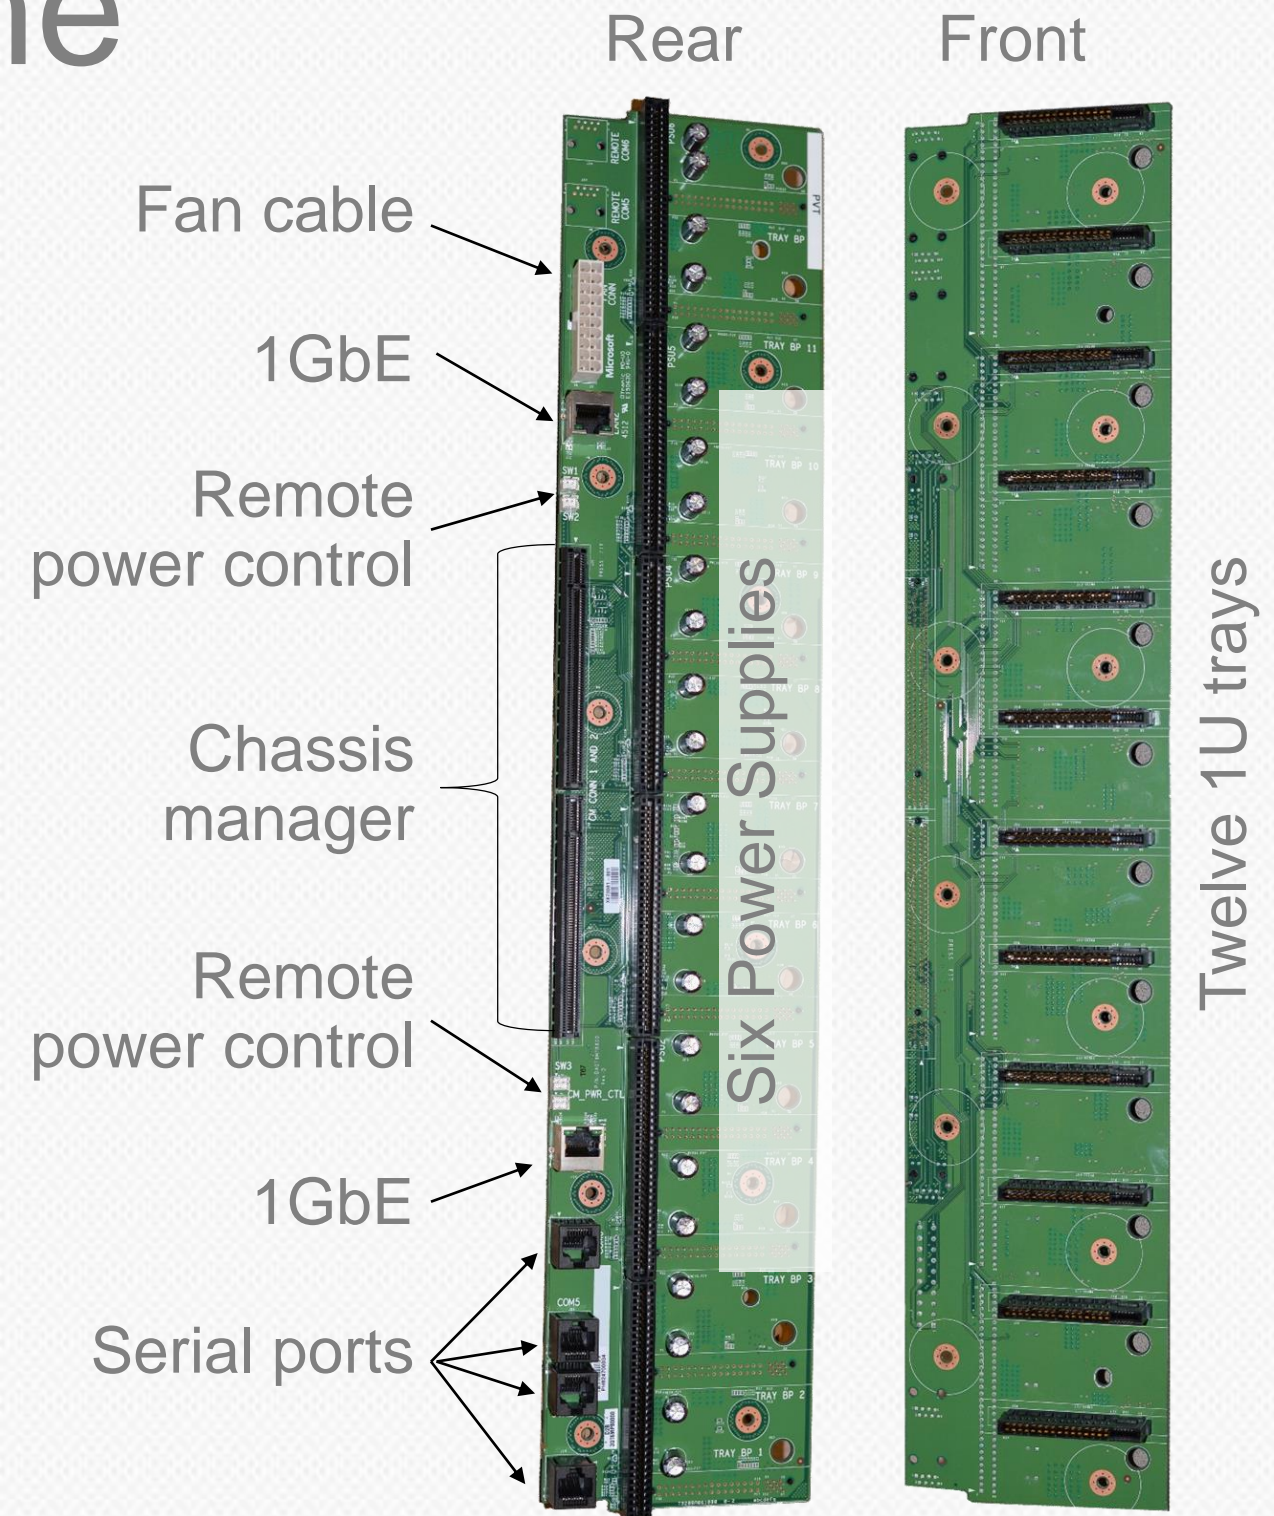 ne
Rear
Front
Fan cable
1GbE
Remote
power control
Chassis
manager
Remote
power control
1GbE
Serial ports
Six Power Supplies
Twelve 1U trays
REMOTE
COM6
REMOTE
COM5
CONN
Microsoft
SW1
SW2
CM CONN 1 AND 2
SW3
CM_PWR_CTL
COM5
PSU6
PSU5
PSU4
PSU2
PVT
TRAY BP
TRAY BP 11
TRAY BP 10
TRAY BP 9
TRAY BP 8
TRAY BP 7
TRAY BP 6
TRAY BP 5
TRAY BP 4
TRAY BP 3
TRAY BP 2
TRAY BP 1